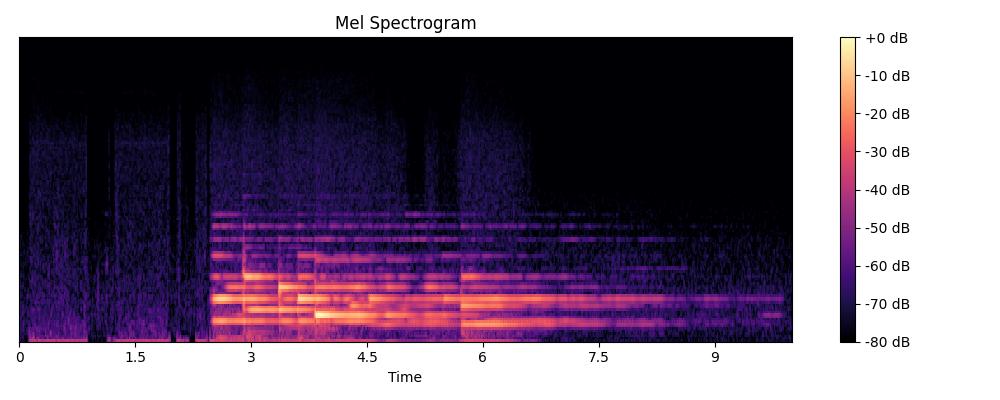 Mel Spectrogram
+0 dB
-10 dB
-20 dB
-30 dB
-40 dB
-50 dB
-60 dB
-70 dB
-80 dB
0 1.5 3 4.5 6 7.5 9
Time